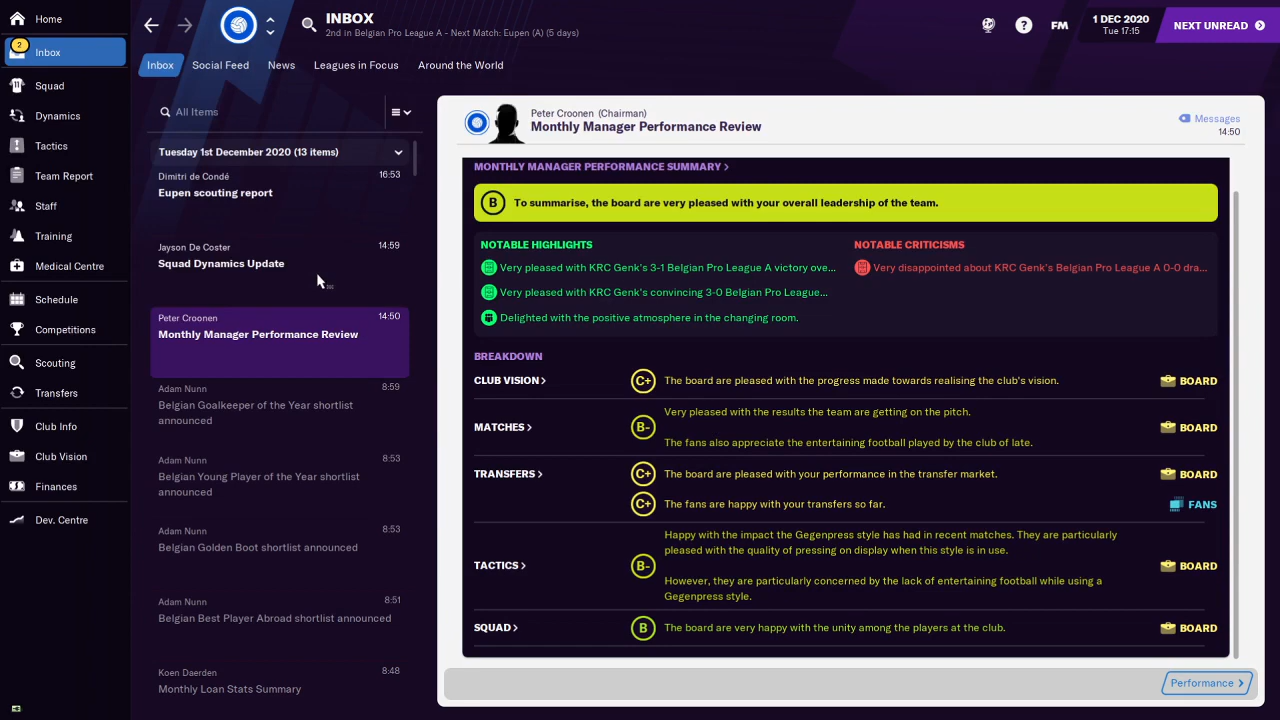 Home
2
Inbox
Squad
Dynamics
Tactics
Team Report
Staff
Training
Medical Centre
Schedule
Competitions
Scouting
Transfers
Club Info
Club Vision
Finances
Dev. Centre
INBOX
2nd in Belgian Pro League A - Next Match: Eupen (A) (5 days)
FM
1 DEC 2020
Tue 17:15
NEXT UNREAD
Inbox
Social Feed
News
Leagues in Focus
Around the World
All Items
Tuesday 1st December 2020 (13 items)
Dimitri de Condé 16:53
Eupen scouting report
Jayson De Coster 14:59
Squad Dynamics Update
Peter Croonen 14:50
Monthly Manager Performance Review
Adam Nunn 8:59
Belgian Goalkeeper of the Year shortlist
announced
Adam Nunn 8:53
Belgian Young Player of the Year shortlist
announced
Adam Nunn 8:53
Belgian Golden Boot shortlist announced
Adam Nunn 8:51
Belgian Best Player Abroad shortlist announced
Koen Daerden 8:48
Monthly Loan Stats Summary
Peter Croonen (Chairman)
Monthly Manager Performance Review
Messages
14:50
MONTHLY MANAGER PERFORMANCE SUMMARY >
B To summarise, the board are very pleased with your overall leadership of the team.
NOTABLE HIGHLIGHTS
Very pleased with KRC Genk's 3-1 Belgian Pro League A victory ove...
Very pleased with KRC Genk's convincing 3-0 Belgian Pro League...
Delighted with the positive atmosphere in the changing room.
NOTABLE CRITICISMS
Very disappointed about KRC Genk's Belgian Pro League A 0-0 dra...
BREAKDOWN
CLUB VISION > C+ The board are pleased with the progress made towards realising the club's vision. BOARD
MATCHES > B- Very pleased with the results the team are getting on the pitch. BOARD
The fans also appreciate the entertaining football played by the club of late.
TRANSFERS > C+ The board are pleased with your performance in the transfer market. BOARD
C+ The fans are happy with your transfers so far. FANS
TACTICS > B- Happy with the impact the Gegenpress style has had in recent matches. They are particularly BOARD
pleased with the quality of pressing on display when this style is in use.
However, they are particularly concerned by the lack of entertaining football while using a
Gegenpress style.
SQUAD > B The board are very happy with the unity among the players at the club. BOARD
Performance >